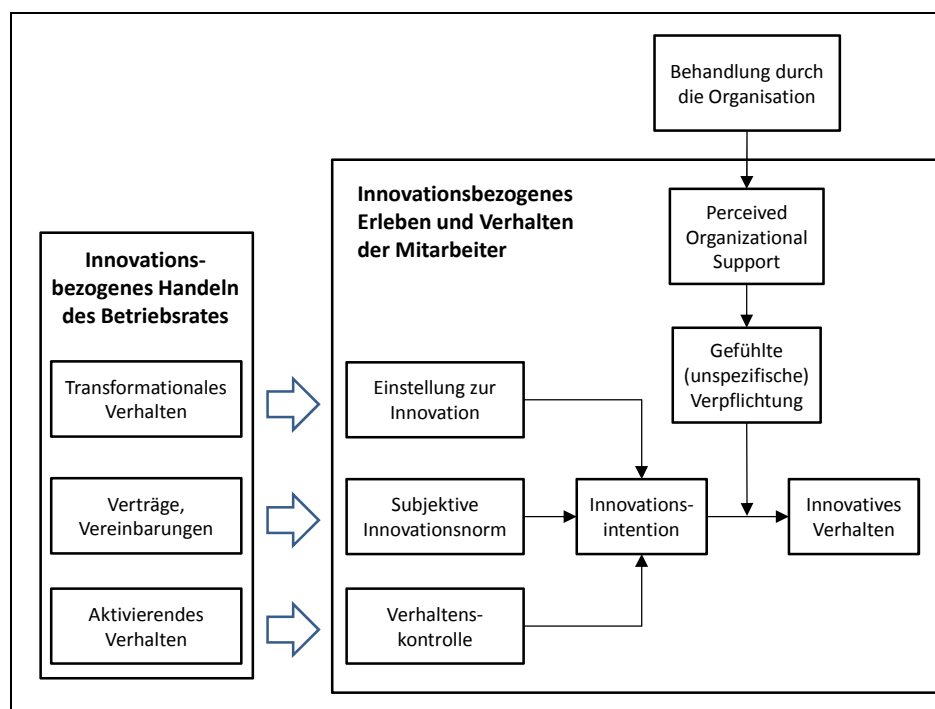 Behandlung durch
die Organisation
Innovationsbezogenes
Erleben und Verhalten
der Mitarbeiter
Perceived
Organizational
Support
Innovations-
bezogenes Handeln
des Betriebsrates
Gefühlte
(unspezifische)
Verpflichtung
Transformationales
Verhalten
Einstellung zur
Innovation
Verträge,
Vereinbarungen
Subjektive
Innovationsnorm
Innovations-
intention
Innovatives
Verhalten
Aktivierendes
Verhalten
Verhaltens-
kontrolle